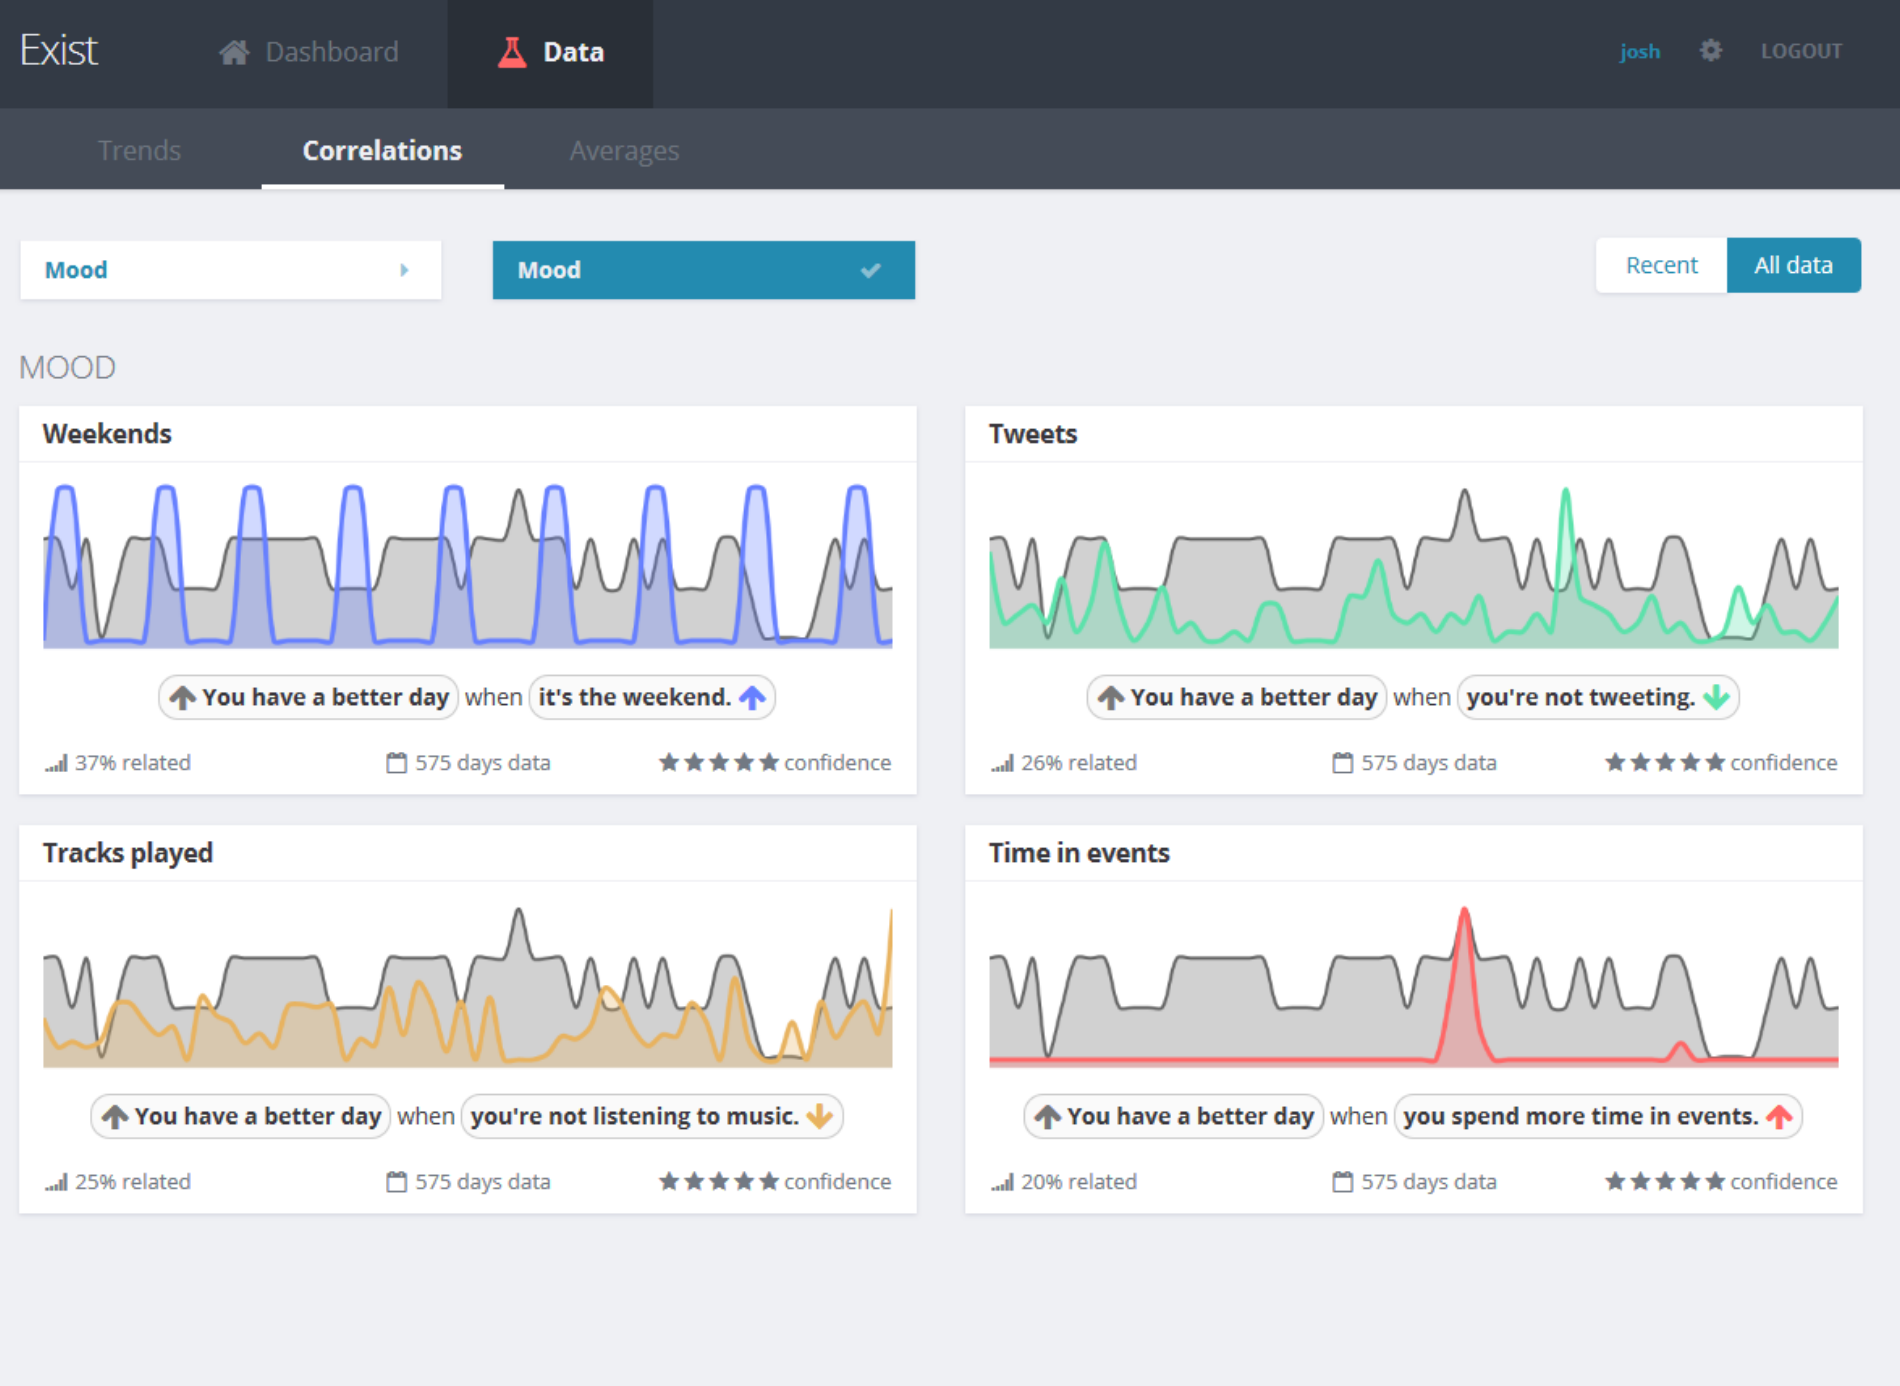 Exist
Dashboard
Data
josh
LOGOUT
Trends
Correlations
Averages
Mood
Mood
Recent
All data
MOOD
Weekends
You have a better day when it's the weekend.
37% related
575 days data
confidence
Tweets
You have a better day when you're not tweeting.
26% related
575 days data
confidence
Tracks played
You have a better day when you're not listening to music.
25% related
575 days data
confidence
Time in events
You have a better day when you spend more time in events.
20% related
575 days data
confidence